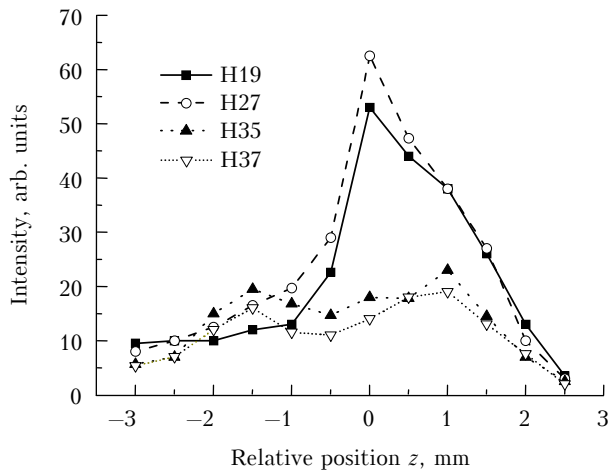 70
60
50
40
30
20
10
0
Intensity, arb. units
H19
H27
H35
H37
−3 −2 −1 0 1 2 3
Relative position z, mm